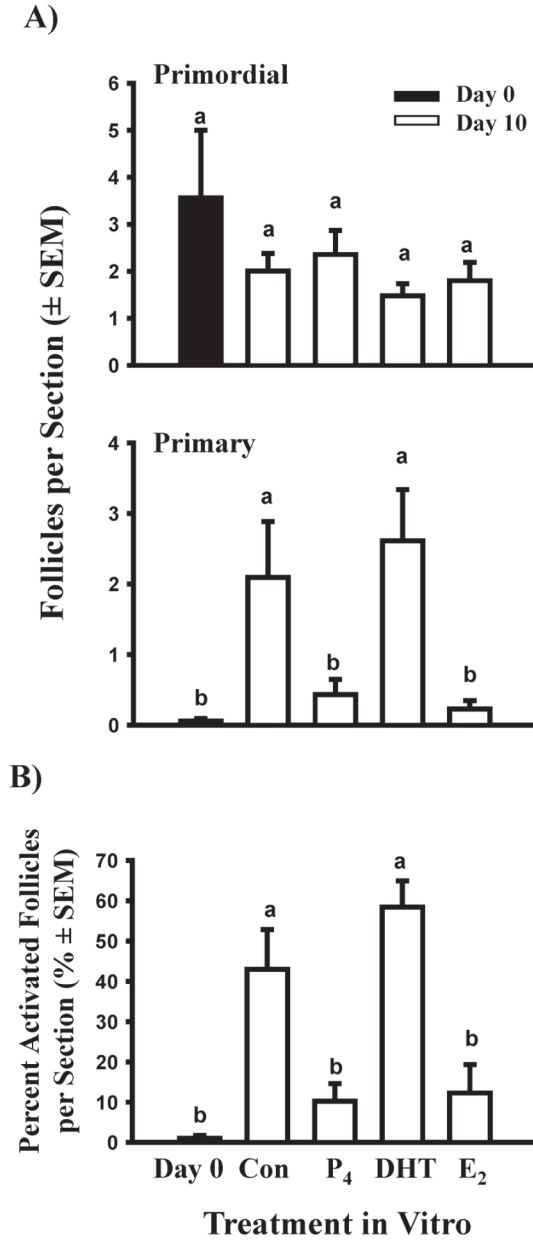 A)
Primordial
Day 0
Day 10
6
5
4
3
2
1
0
a
a
a
a
a
Follicles per Section (± SEM)
Primary
4
3
2
1
0
b
a
b
a
b
B)
Percent Activated Follicles
per Section (% ± SEM)
70
60
50
40
30
20
10
0
b
a
b
a
b
Day 0 Con P₄ DHT E₂
Treatment in Vitro